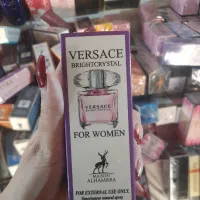 VERSACE
BRIGHTCRYSTAL
VERSACE
FOR WOMEN
MAISON
ALHAMBRA
FOR EXTERNAL USE ONLY.